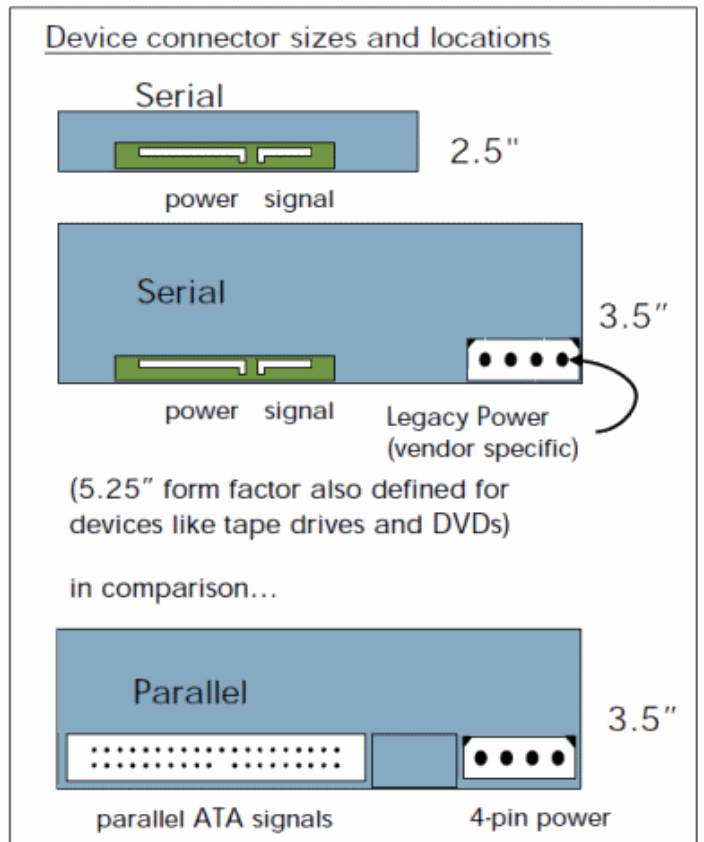 Device connector sizes and locations
Serial
2.5"
power signal
Serial
3.5"
power signal
Legacy Power
(vendor specific)
(5.25" form factor also defined for
devices like tape drives and DVDs)
in comparison...
Parallel
3.5"
parallel ATA signals
4-pin power